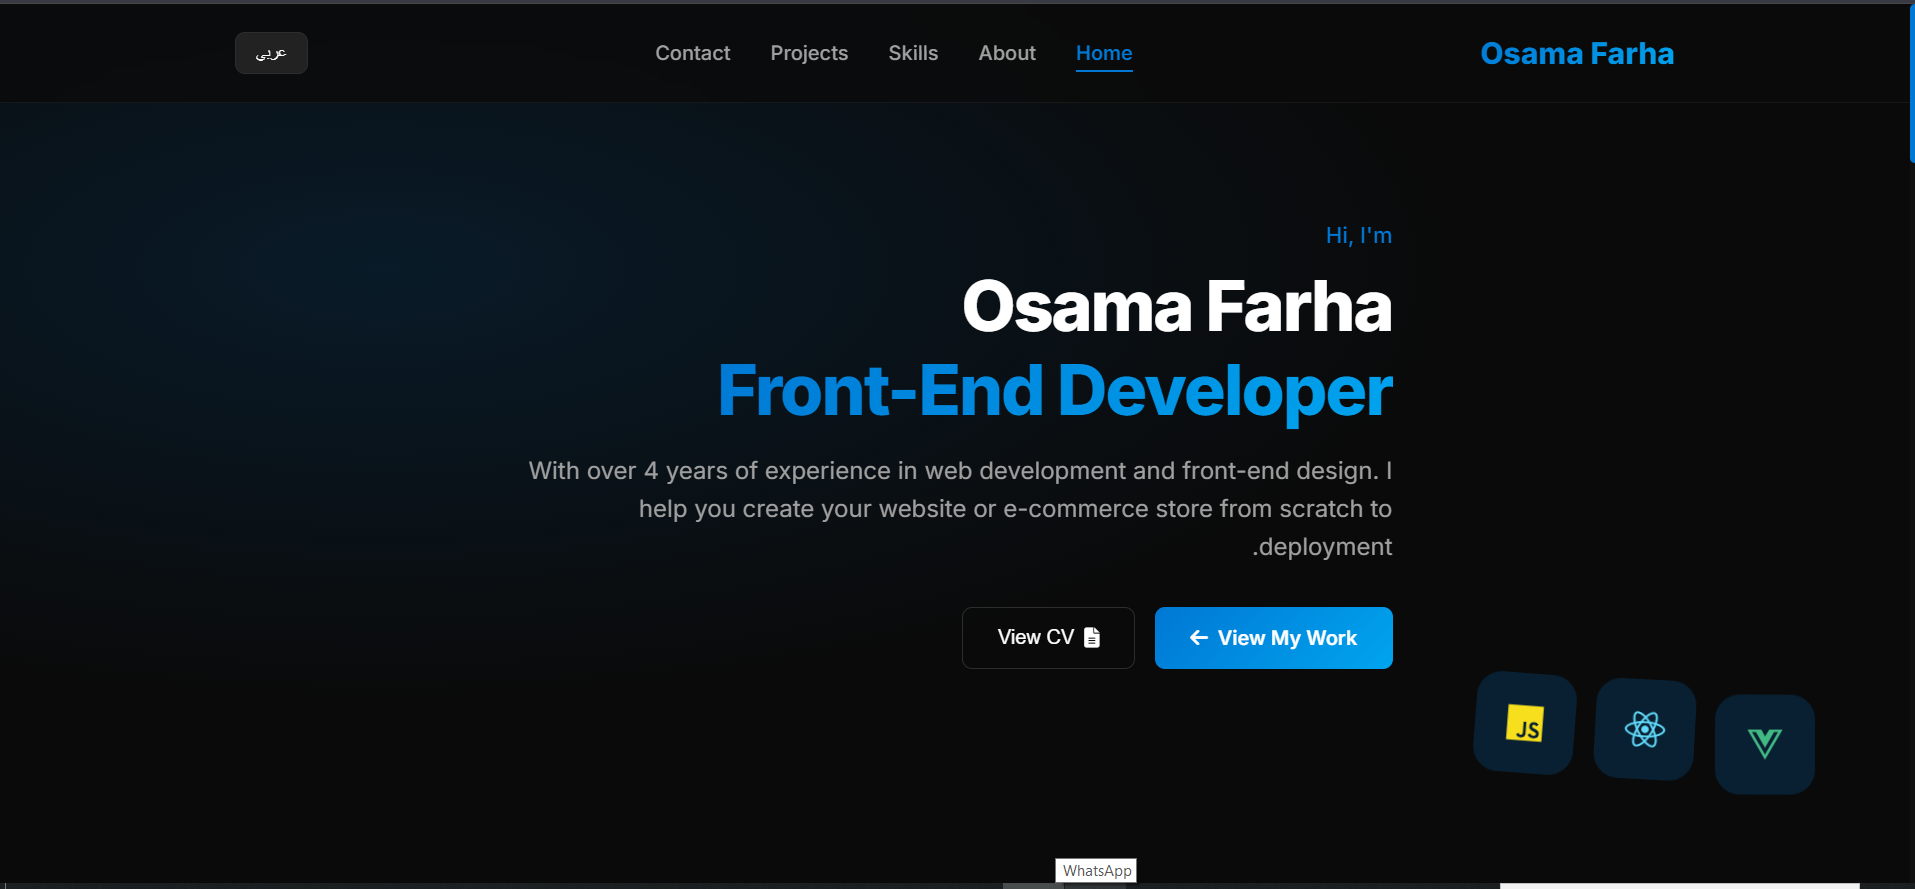 عربي
Contact Projects Skills About Home
Osama Farha
Hi, I'm
Osama Farha
Front-End Developer
With over 4 years of experience in web development and front-end design. I
help you create your website or e-commerce store from scratch to
.deployment
View CV
View My Work
JS
WhatsApp